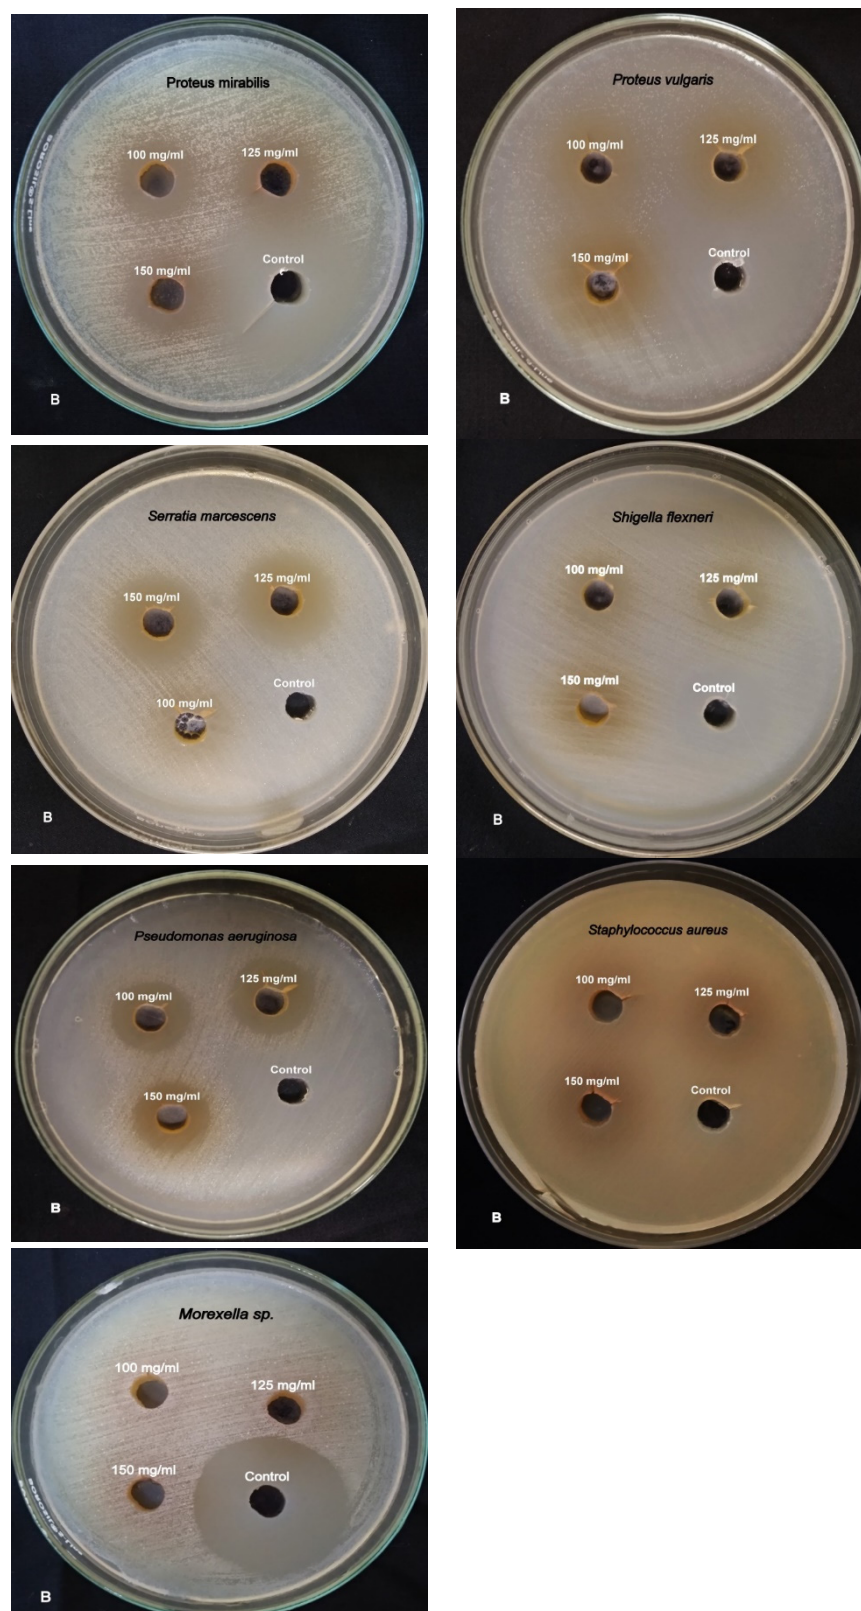 Proteus mirabilis
100 mg/ml
125 mg/ml
150 mg/ml
Control
B
Proteus vulgaris
100 mg/ml
125 mg/ml
150 mg/ml
Control
B
Serratia marcescens
150 mg/ml
125 mg/ml
100 mg/ml
Control
B
Shigella flexneri
100 mg/ml
125 mg/ml
150 mg/ml
Control
B
Pseudomonas aeruginosa
100 mg/ml
125 mg/ml
150 mg/ml
Control
B
Staphylococcus aureus
100 mg/ml
125 mg/ml
150 mg/ml
Control
B
Morexella sp.
100 mg/ml
125 mg/ml
150 mg/ml
Control
B